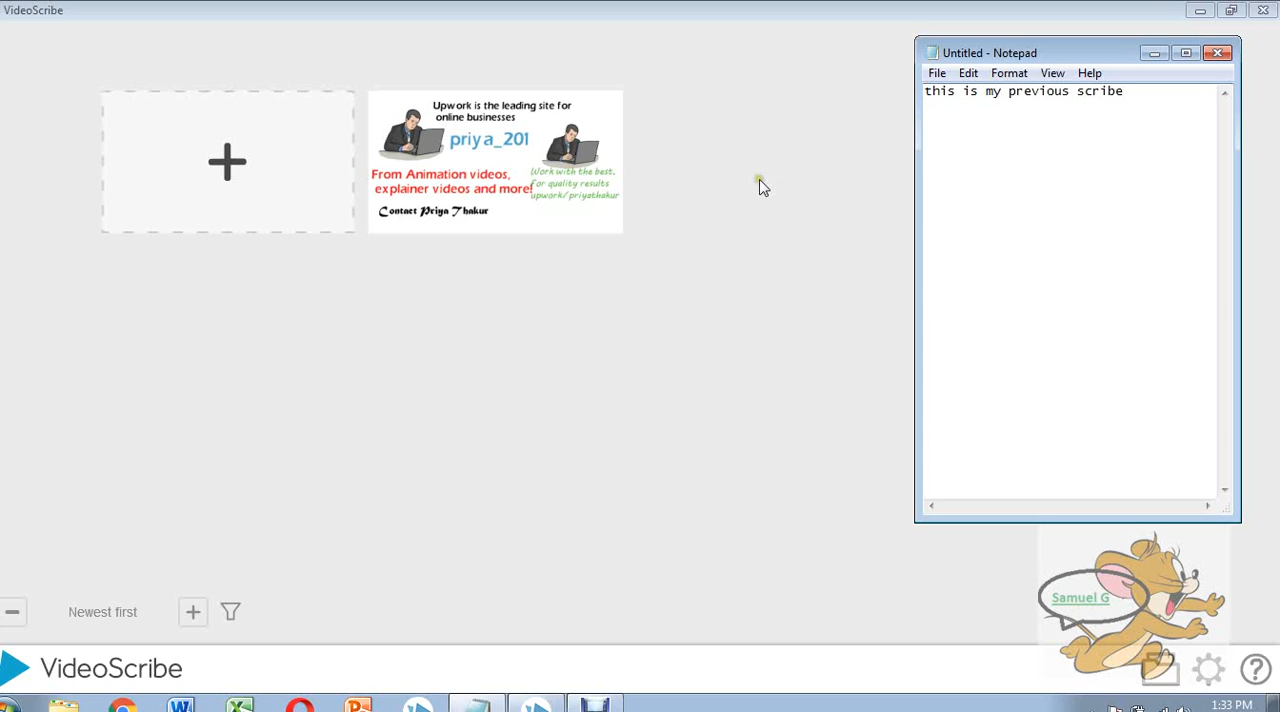 VideoScribe
Untitled - Notepad
File Edit Format View Help
this is my previous scribe
Upwork is the leading site for
online businesses
priya_201
From Animation videos,
explainer videos and more!
Work with the best.
For quality results
upwork/priyathakur
Contact Priya Thakur
Samuel G
Newest first
VideoScribe
1:33 PM